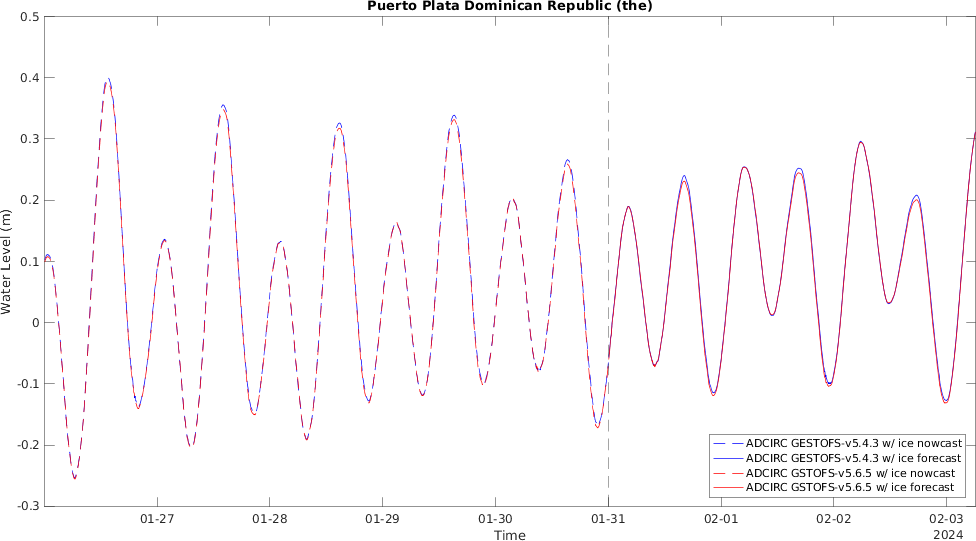 Puerto Plata Dominican Republic (the)
Water Level (m)
0.5
0.4
0.3
0.2
0.1
0
-0.1
-0.2
-0.3
ADCIRC GESTOFS-v5.4.3 w/ ice nowcast
ADCIRC GESTOFS-v5.4.3 w/ ice forecast
ADCIRC GSTOFS-v5.6.5 w/ ice nowcast
ADCIRC GSTOFS-v5.6.5 w/ ice forecast
01-27 01-28 01-29 01-30 01-31 02-01 02-02 02-03
2024
Time